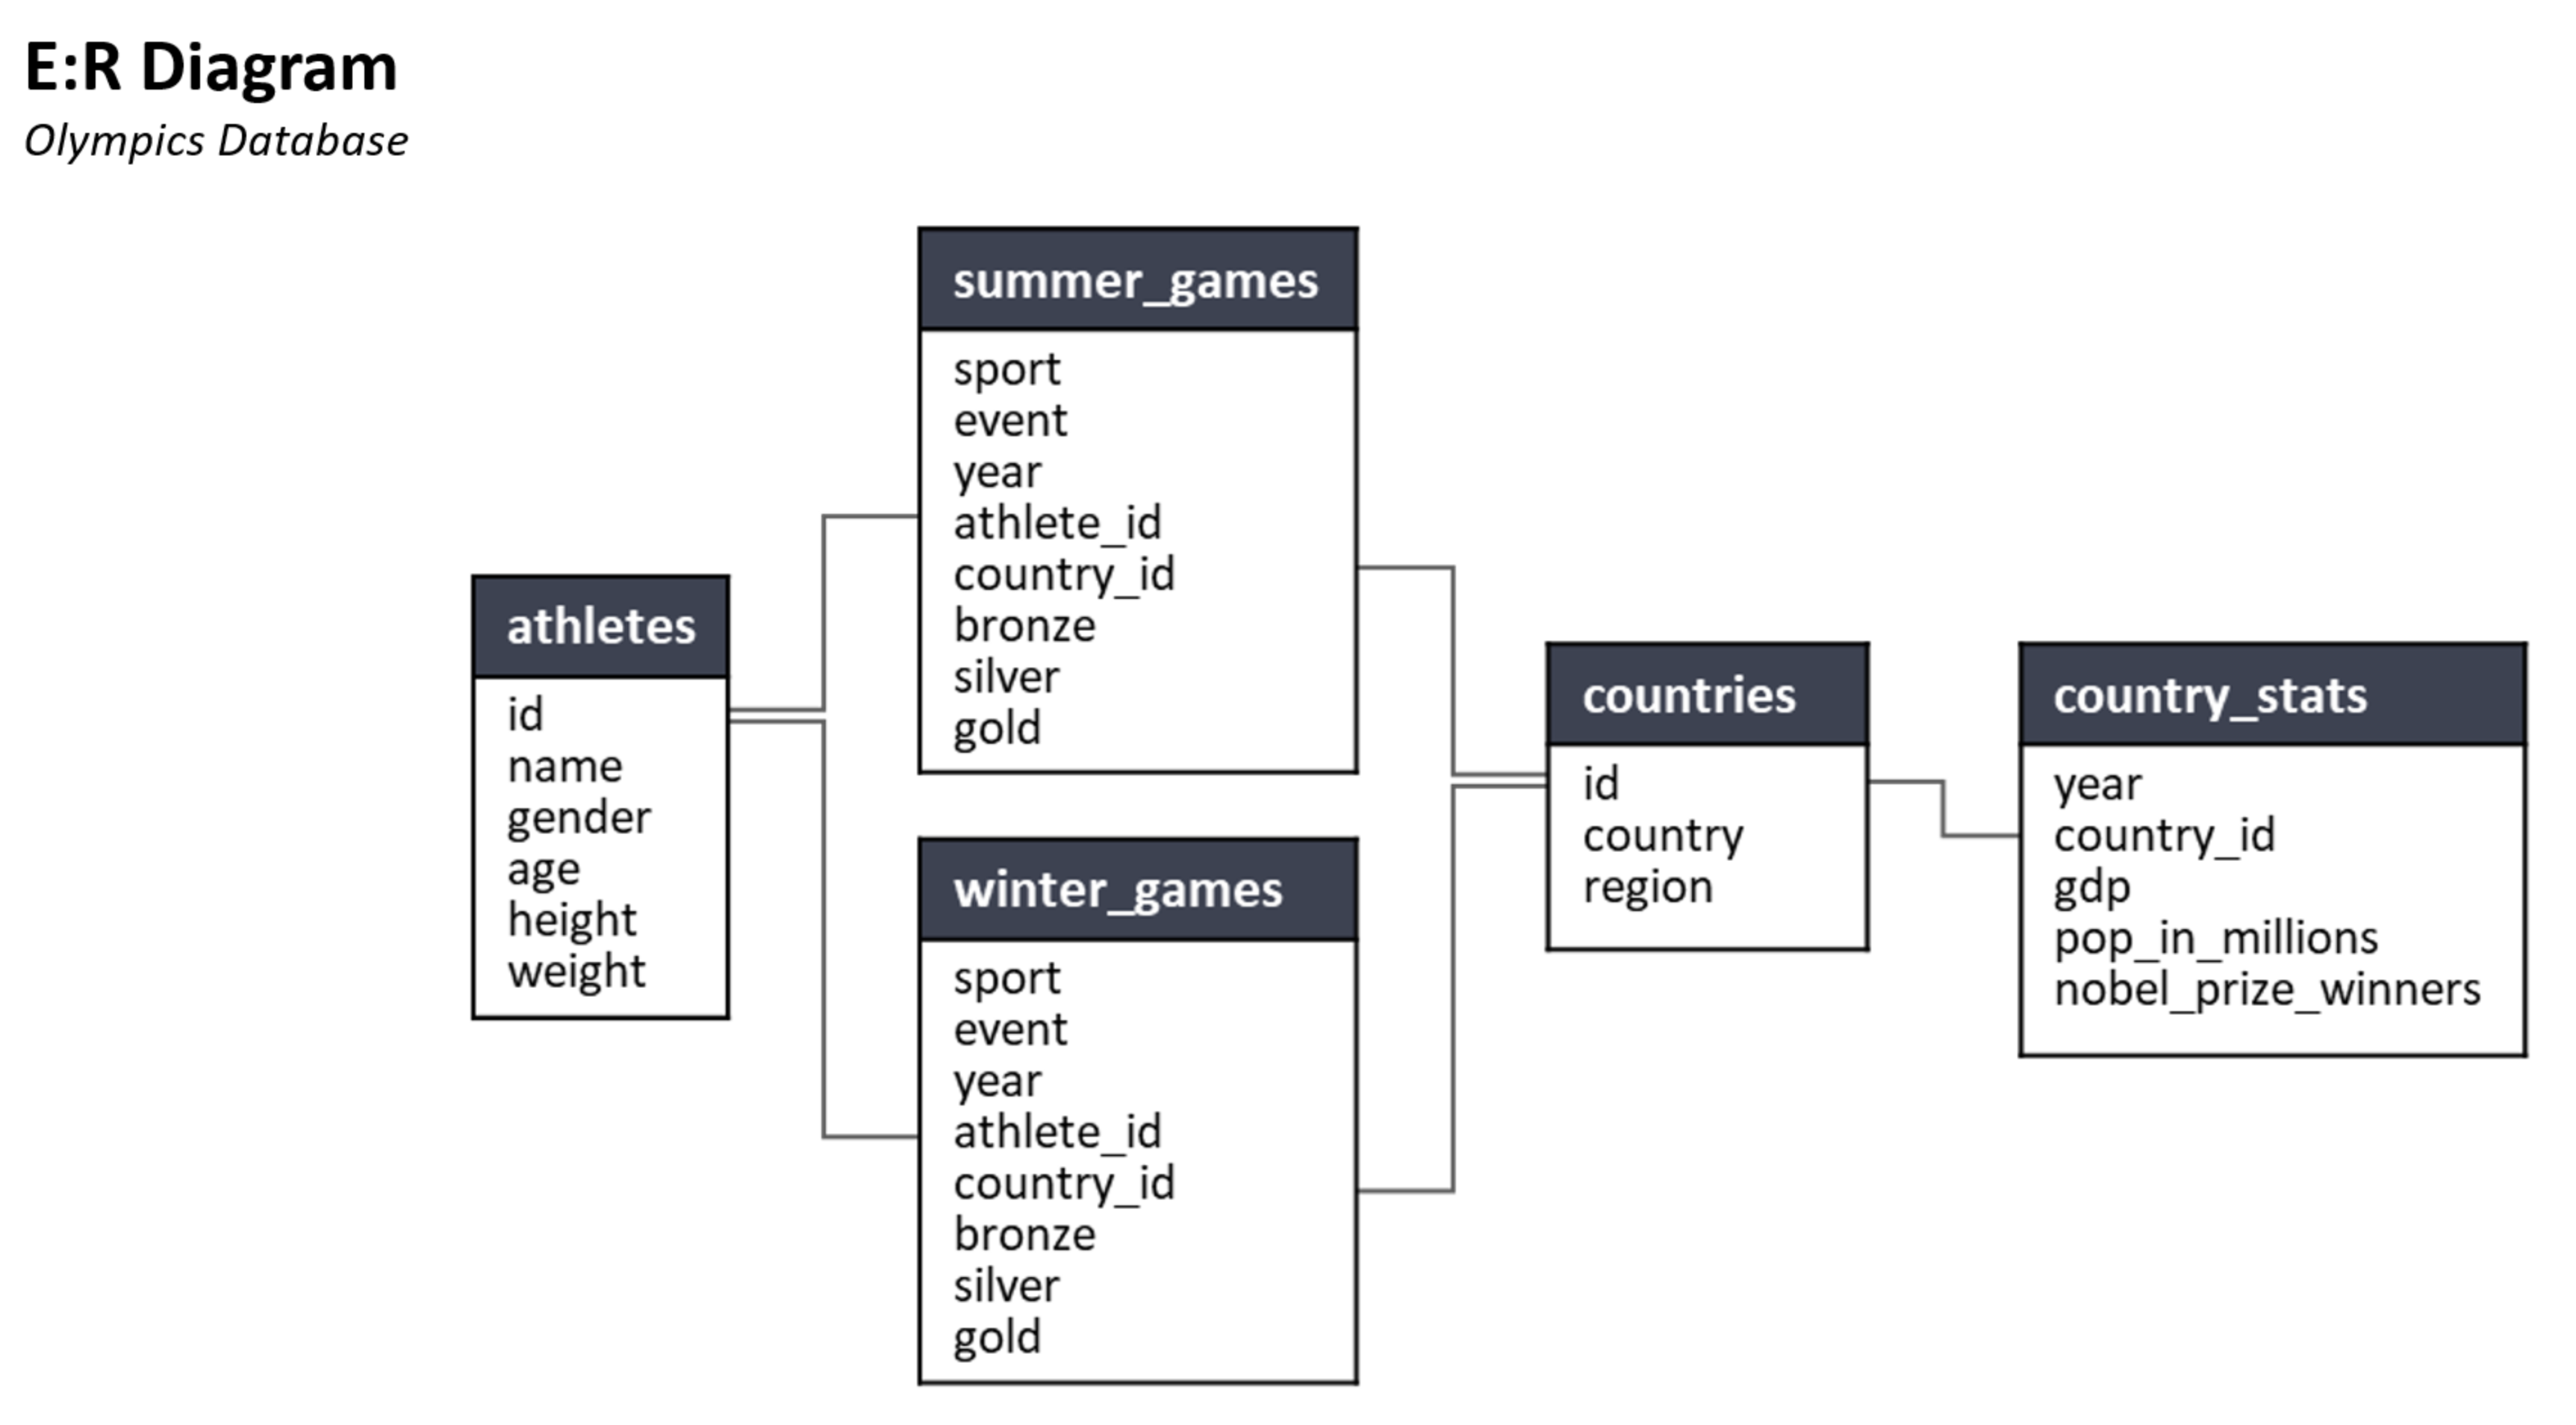 E:R Diagram
Olympics Database
athletes
id
name
gender
age
height
weight
summer_games
sport
event
year
athlete_id
country_id
bronze
silver
gold
winter_games
sport
event
year
athlete_id
country_id
bronze
silver
gold
countries
id
country
region
country_stats
year
country_id
gdp
pop_in_millions
nobel_prize_winners